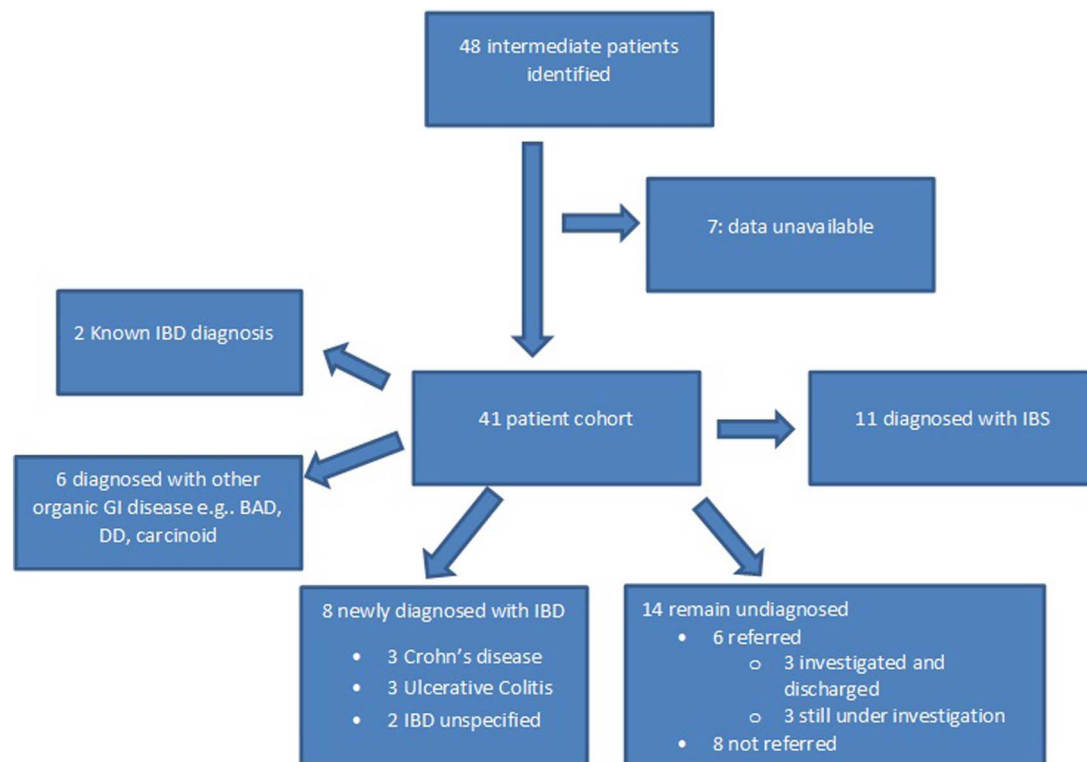 48 intermediate patients
identified
7: data unavailable
2 Known IBD diagnosis
41 patient cohort
11 diagnosed with IBS
6 diagnosed with other
organic GI disease e.g.. BAD,
DD, carcinoid
8 newly diagnosed with IBD
• 3 Crohn's disease
• 3 Ulcerative Colitis
• 2 IBD unspecified
14 remain undiagnosed
• 6 referred
o 3 investigated and
discharged
o 3 still under investigation
• 8 not referred